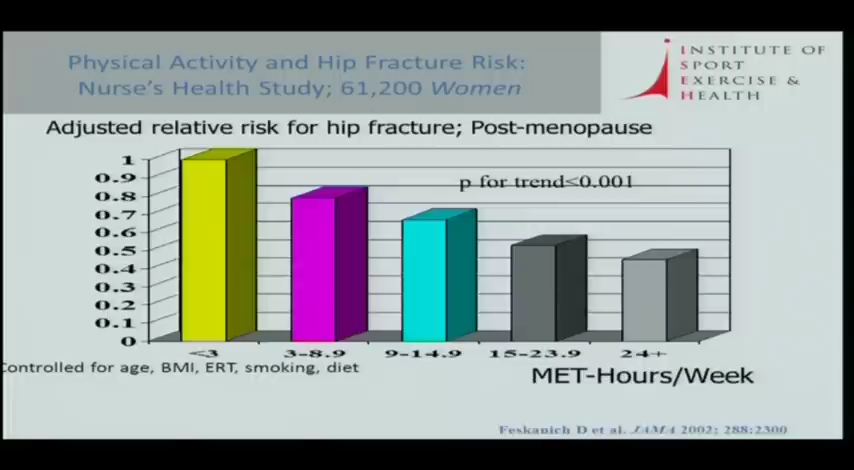 Physical Activity and Hip Fracture Risk:
Nurse's Health Study; 61,200 Women
INSTITUTE OF
SPORT
EXERCISE &
HEALTH
Adjusted relative risk for hip fracture; Post-menopause
p for trend<0.001
1
0.9
0.8
0.7
0.6
0.5
0.4
0.3
0.2
0.1
0
<3 3-8.9 9-14.9 15-23.9 24+
Controlled for age, BMI, ERT, smoking, diet
MET-Hours/Week
Feskanich D et al. JAMA 2002; 288:2300